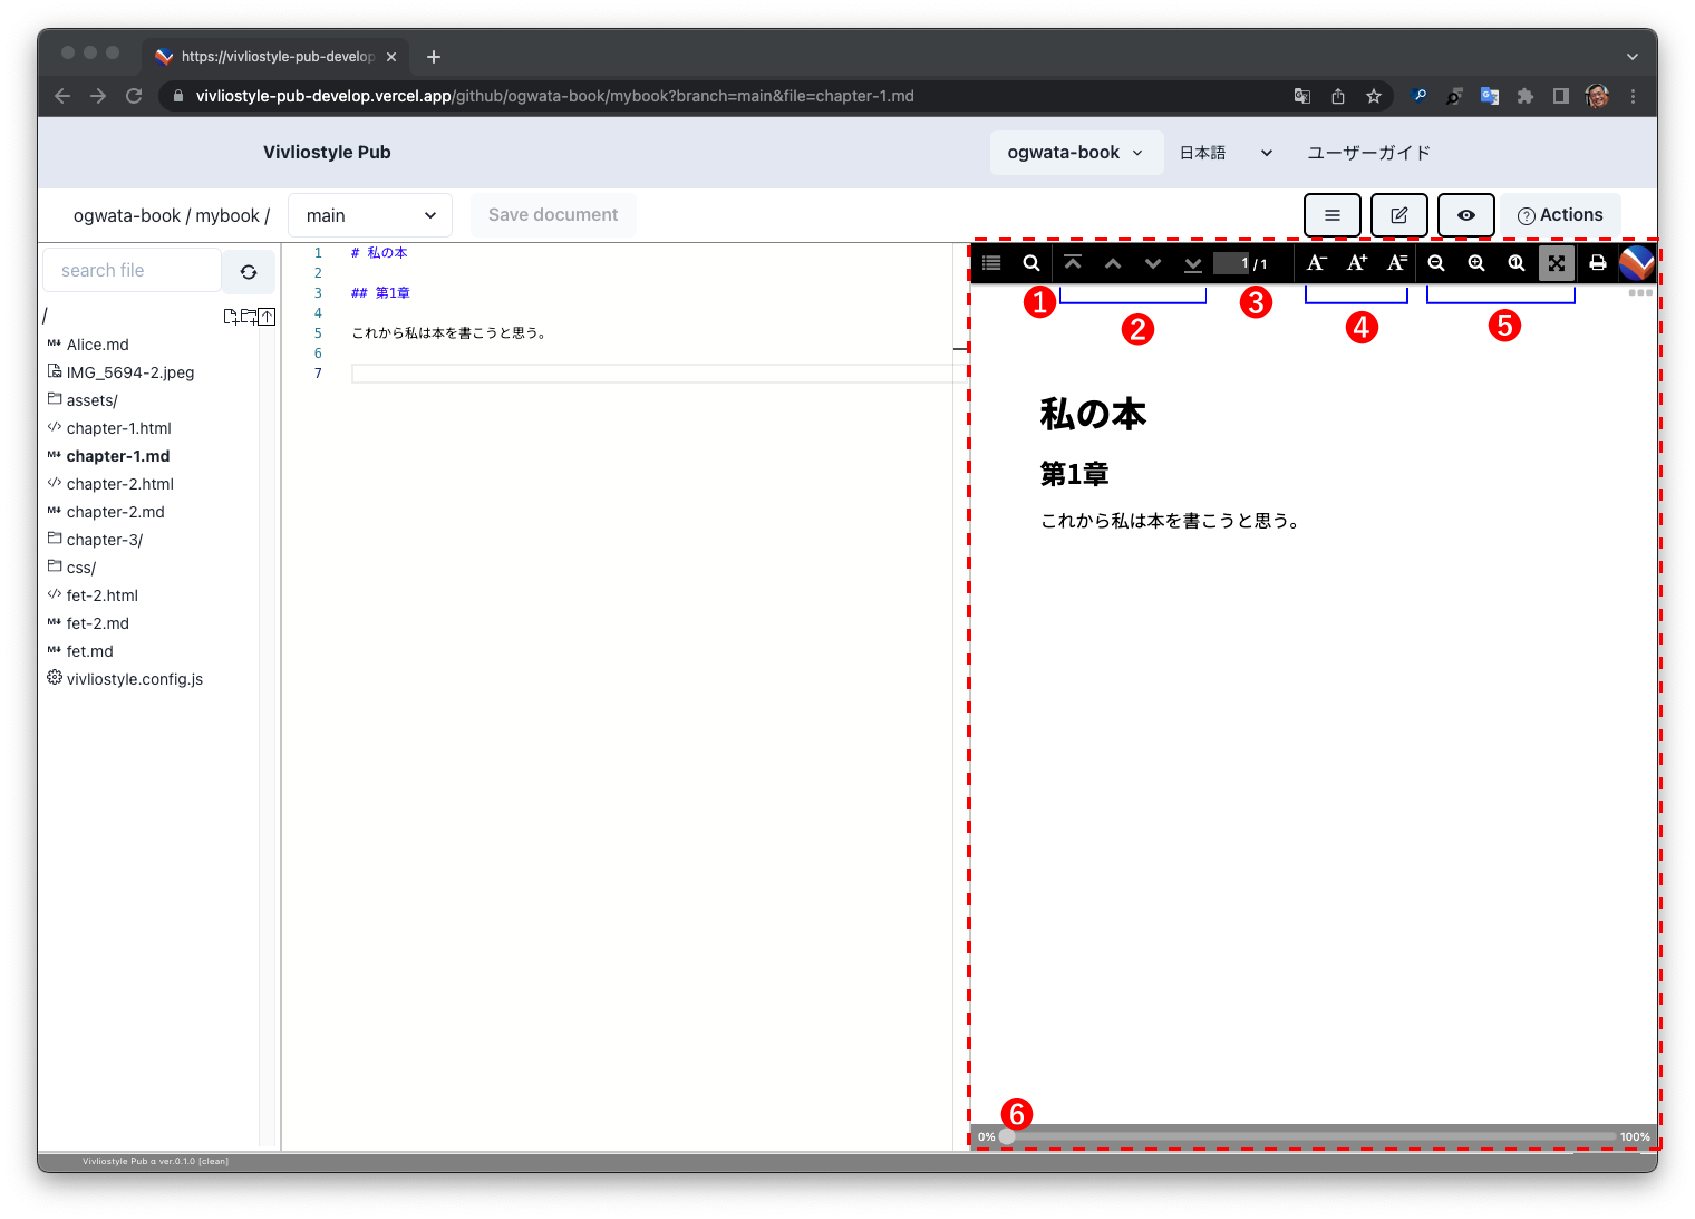 https://vivliostyle-pub-develop
vivliostyle-pub-develop.vercel.app/github/ogwata-book/mybook?branch=main&file=chapter-1.md
Vivliostyle Pub
ogwata-book
日本語
ユーザーガイド
ogwata-book / mybook /
main
Save document
Actions
search file
/
Alice.md
IMG_5694-2.jpeg
assets/
chapter-1.html
chapter-1.md
chapter-2.html
chapter-2.md
chapter-3/
css/
fet-2.html
fet-2.md
fet.md
vivliostyle.config.js
1 # 私の本
2
3 ## 第1章
4
5 これから私は本を書こうと思う。
6
7
1 / 1
A− A+ A=
1
2
3
4
5
私の本
第1章
これから私は本を書こうと思う。
6
0%
100%
Vivliostyle Pub α ver.0.1.0 [[clean]]